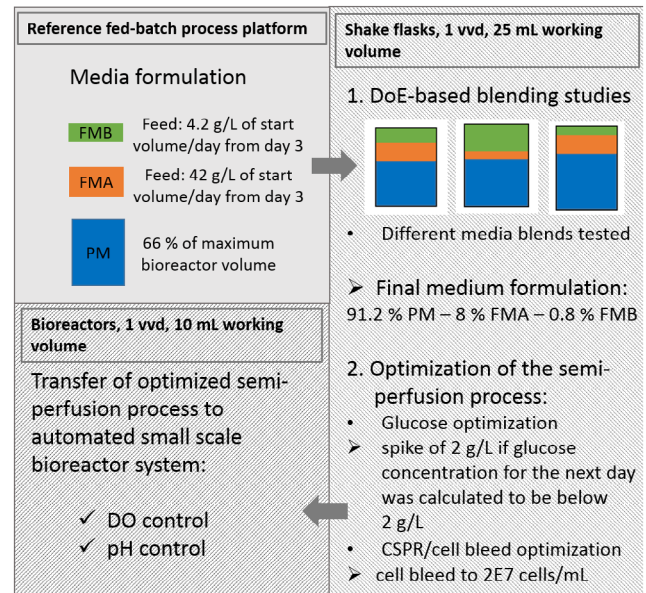 Reference fed-batch process platform
Media formulation
FMB
Feed: 4.2 g/L of start
volume/day from day 3
FMA
Feed: 42 g/L of start
volume/day from day 3
PM
66 % of maximum
bioreactor volume
Shake flasks, 1 vvd, 25 mL working
volume
1. DoE-based blending studies
• Different media blends tested
➢ Final medium formulation:
91.2 % PM – 8 % FMA – 0.8 % FMB
2. Optimization of the semi-
perfusion process:
• Glucose optimization
➢ spike of 2 g/L if glucose
concentration for the next day
was calculated to be below
2 g/L
• CSPR/cell bleed optimization
➢ cell bleed to 2E7 cells/mL
Bioreactors, 1 vvd, 10 mL working
volume
Transfer of optimized semi-
perfusion process to
automated small scale
bioreactor system:
✓ DO control
✓ pH control